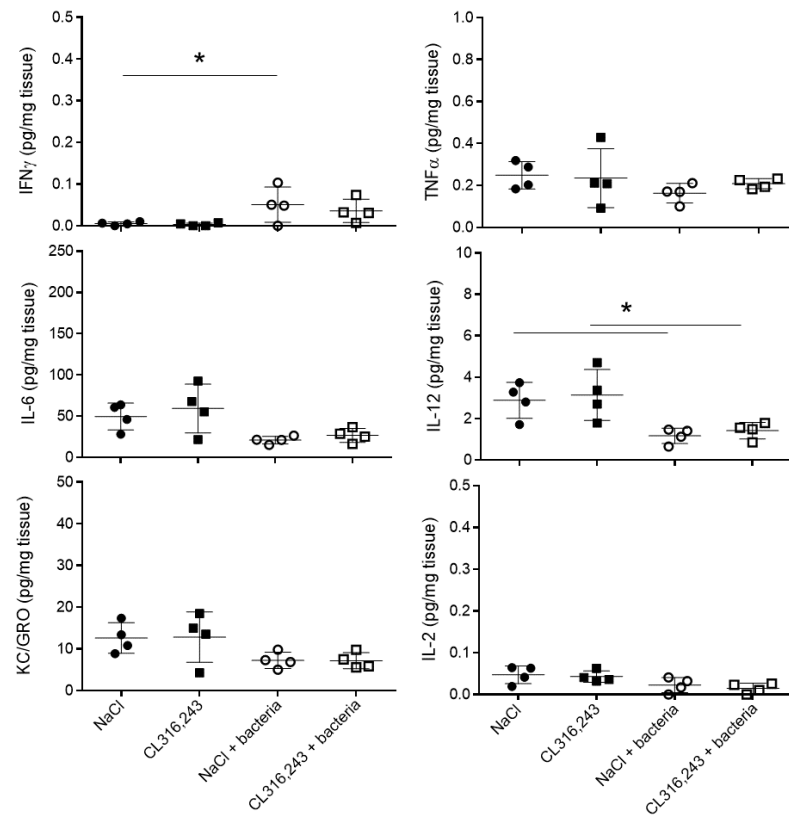 IFNγ (pg/mg tissue)
0.5
0.4
0.3
0.2
0.1
0.0
*
TNFα (pg/mg tissue)
1.0
0.8
0.6
0.4
0.2
0.0
IL-6 (pg/mg tissue)
250
200
150
100
50
0
IL-12 (pg/mg tissue)
10
8
6
4
2
0
*
KC/GRO (pg/mg tissue)
50
40
30
20
10
0
NaCl
CL316,243
NaCl + bacteria
CL316,243 + bacteria
IL-2 (pg/mg tissue)
0.5
0.4
0.3
0.2
0.1
0.0
NaCl
CL316,243
NaCl + bacteria
CL316,243 + bacteria